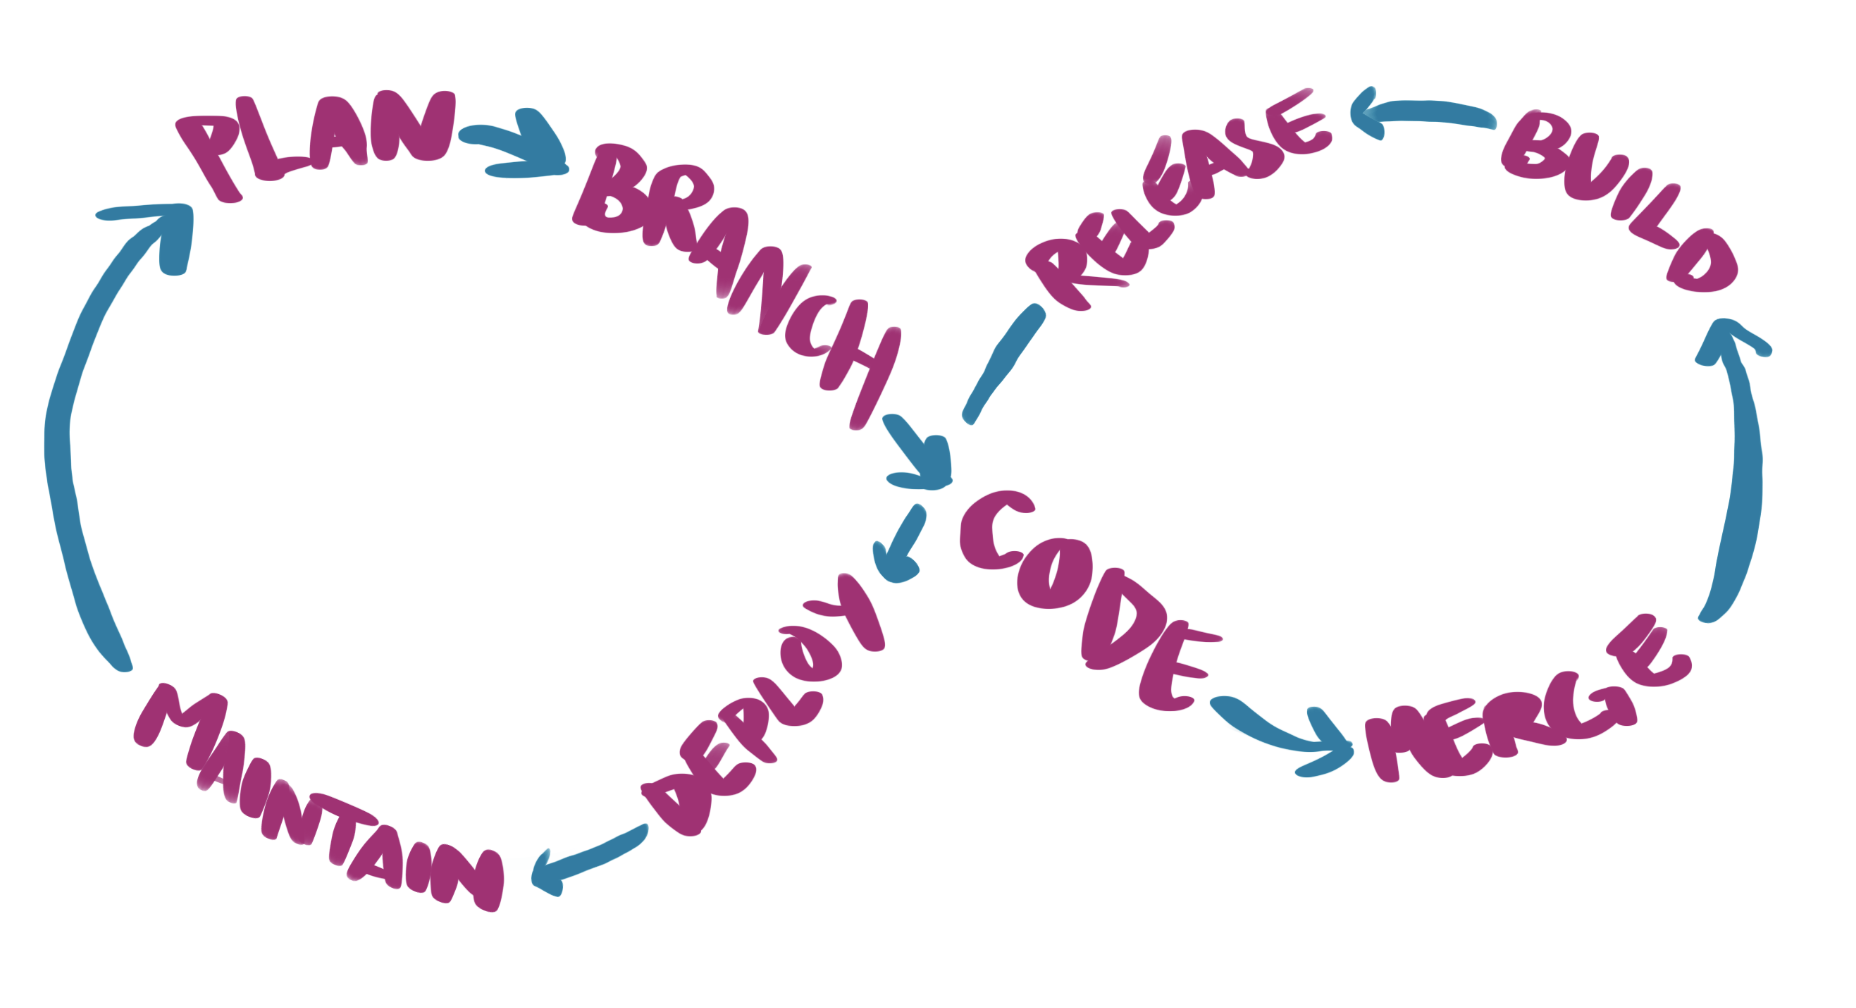 PLAN
BRANCH
CODE
MERGE
BUILD
RELEASE
DEPLOY
MAINTAIN